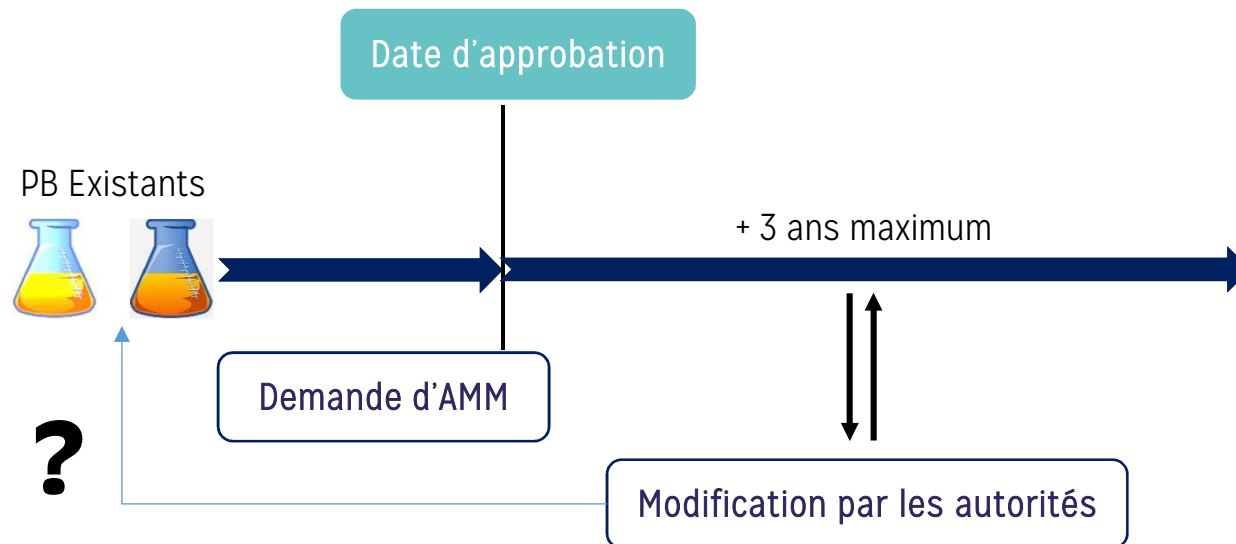 Date d'approbation
PB Existants
+ 3 ans maximum
Demande d'AMM
?
Modification par les autorités